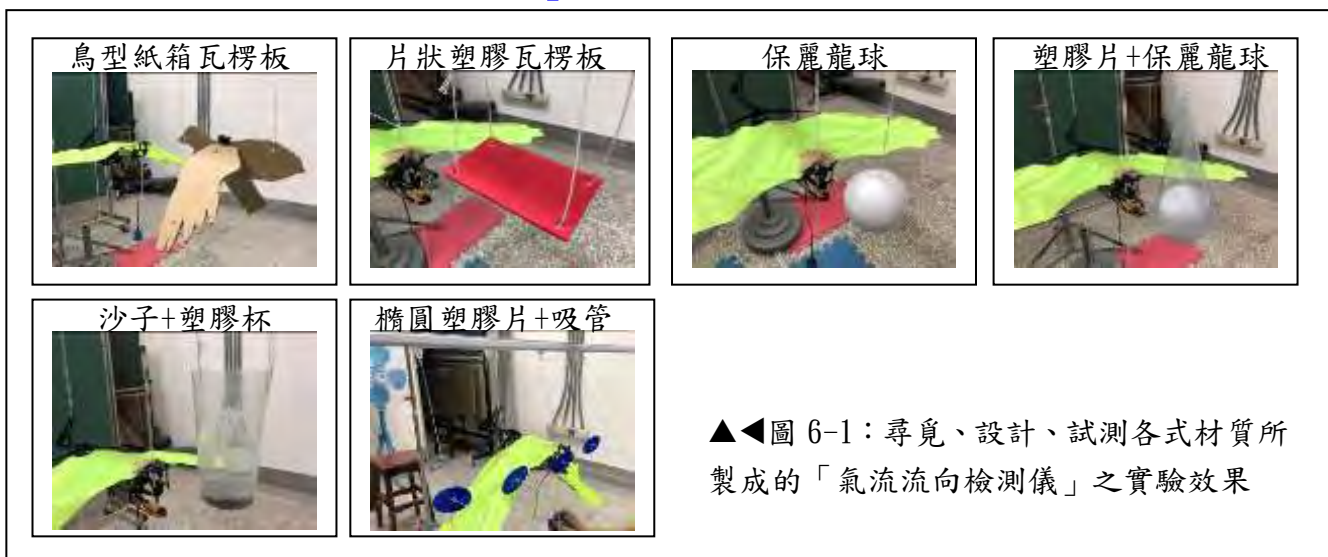 鳥型紙箱瓦楞板
片狀塑膠瓦楞板
保麗龍球
塑膠片+保麗龍球
沙子+塑膠杯
橢圓塑膠片+吸管
▲◀圖 6-1：尋覓、設計、試測各式材質所
製成的「氣流流向檢測儀」之實驗效果